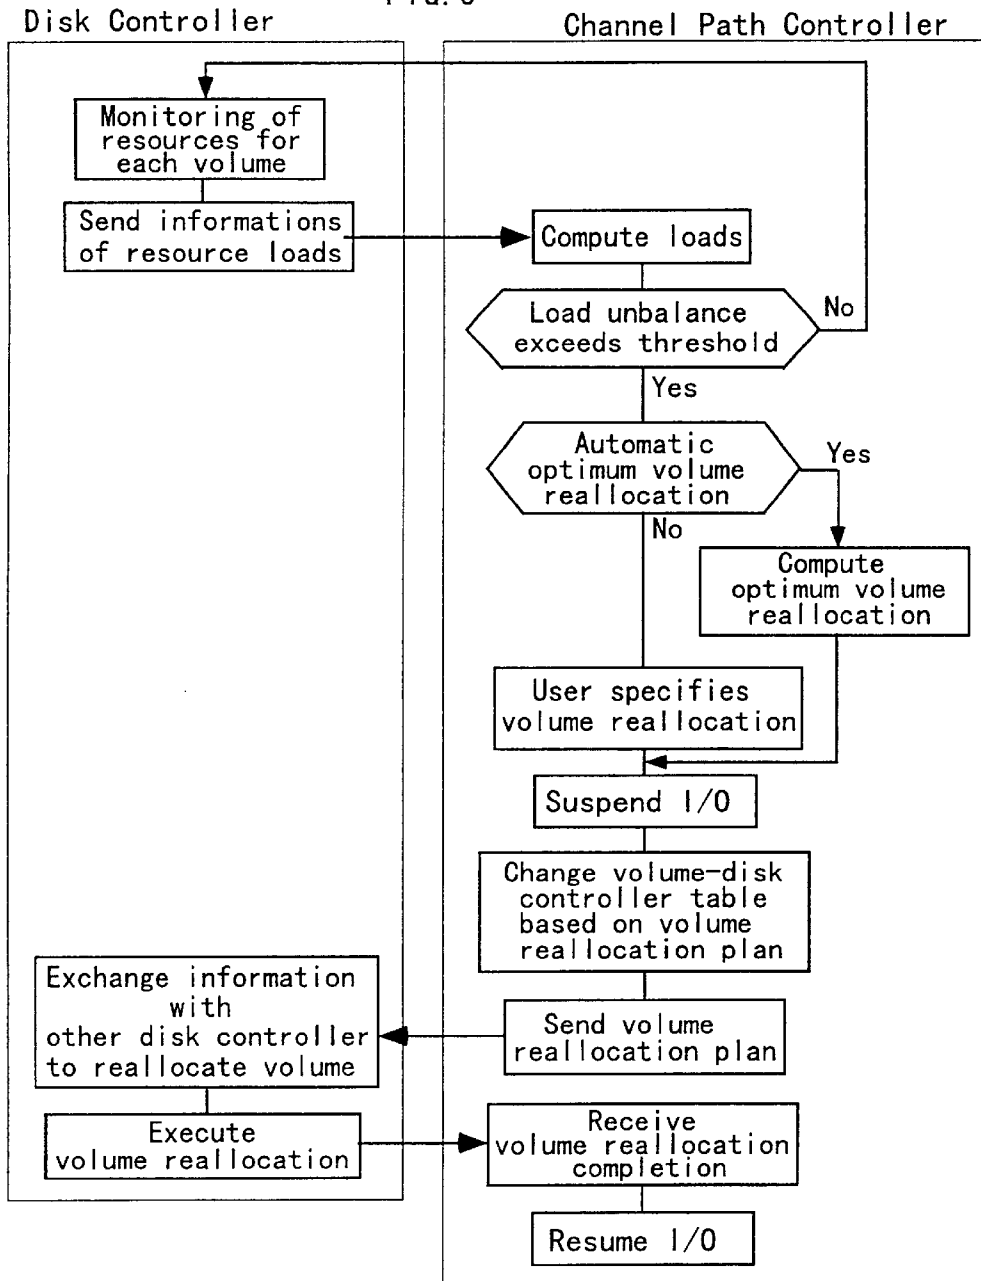 Disk Controller
Channel Path Controller
Monitoring of
resources for
each volume
Send informations
of resource loads
Compute loads
Load unbalance
exceeds threshold
No
Yes
Automatic
optimum volume
reallocation
Yes
No
Compute
optimum volume
reallocation
User specifies
volume reallocation
Suspend I/O
Change volume-disk
controller table
based on volume
reallocation plan
Send volume
reallocation plan
Exchange information
with
other disk controller
to reallocate volume
Execute
volume reallocation
Receive
volume reallocation
completion
Resume I/O